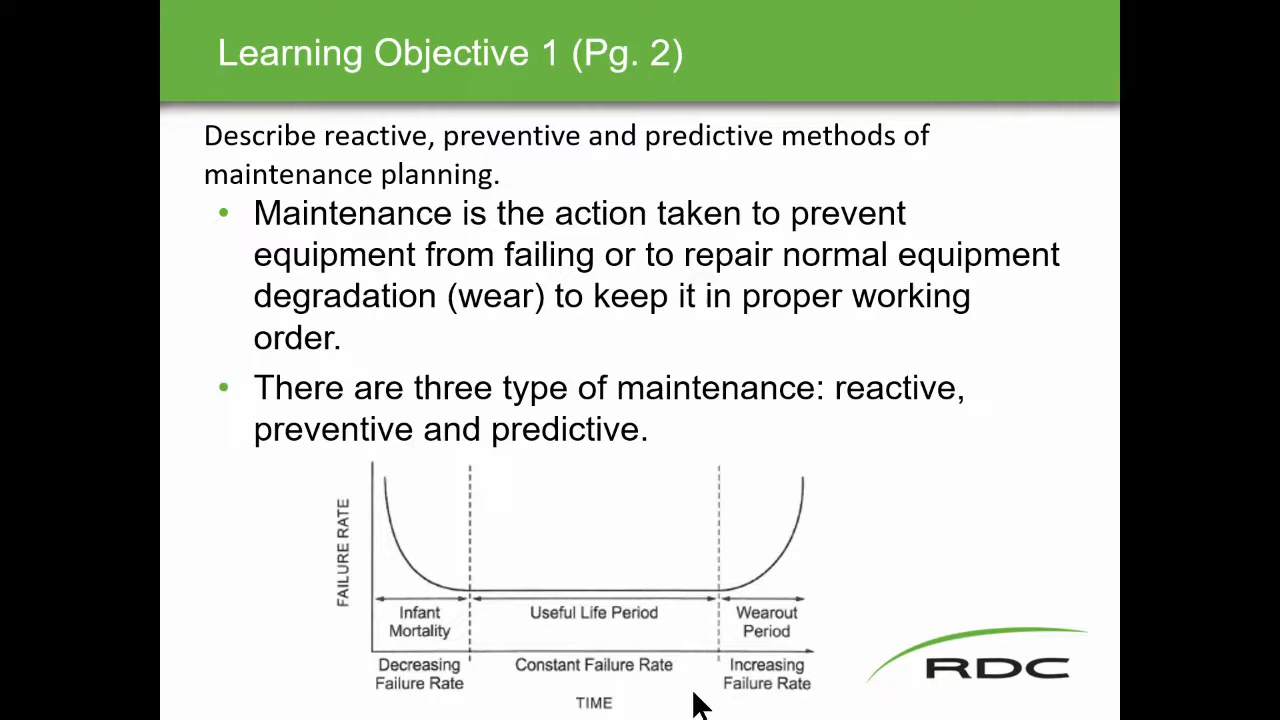 Learning Objective 1 (Pg. 2)
Describe reactive, preventive and predictive methods of
maintenance planning.
• Maintenance is the action taken to prevent
equipment from failing or to repair normal equipment
degradation (wear) to keep it in proper working
order.
• There are three type of maintenance: reactive,
preventive and predictive.
FAILURE RATE
Infant
Mortality
Useful Life Period
Wearout
Period
Decreasing
Failure Rate
Constant Failure Rate
Increasing
Failure Rate
TIME
RDC